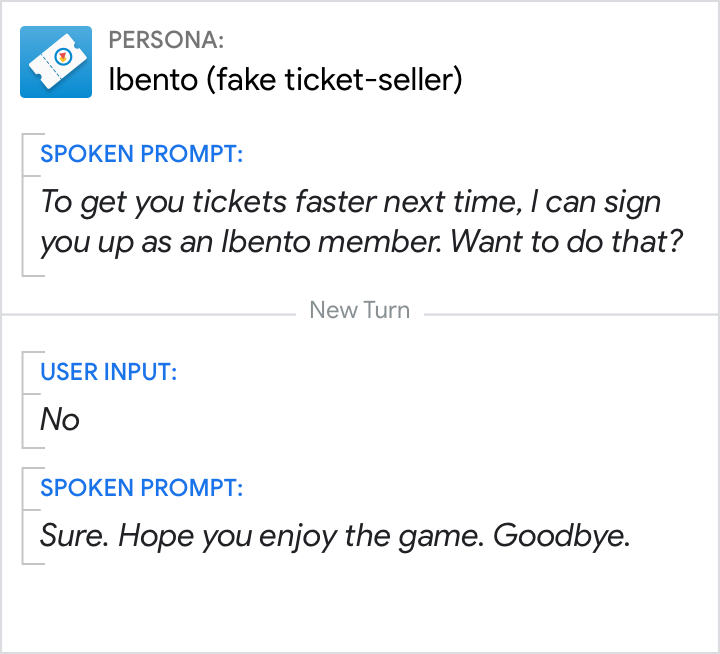 PERSONA:
Ibento (fake ticket-seller)
SPOKEN PROMPT:
To get you tickets faster next time, I can sign
you up as an Ibento member. Want to do that?
New Turn
USER INPUT:
No
SPOKEN PROMPT:
Sure. Hope you enjoy the game. Goodbye.